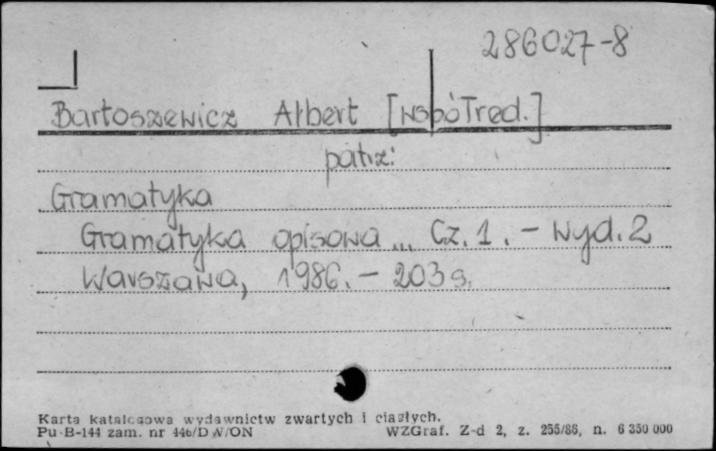 286027-8
Bartoszewicz Albert [współred.]
patrz:
Gramatyka
Gramatyka opisowa... Cz. 1. - Wyd. 2
Warszawa, 1986. - 203 s.
Karta katalogowa wydawnictw zwartych i ciągłych.
Pu-B-144 zam. nr 446/DW/ON WZGraf. Z-d 2, z. 255/86, n. 6 350 000